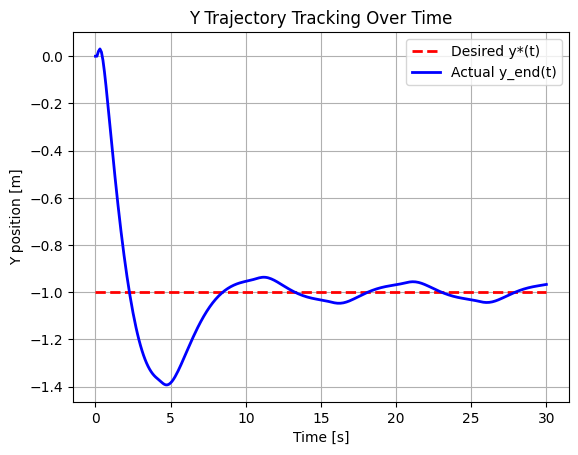 Y Trajectory Tracking Over Time
Desired y*(t)
Actual y_end(t)
Y position [m]
0.0
−0.2
−0.4
−0.6
−0.8
−1.0
−1.2
−1.4
0 5 10 15 20 25 30
Time [s]